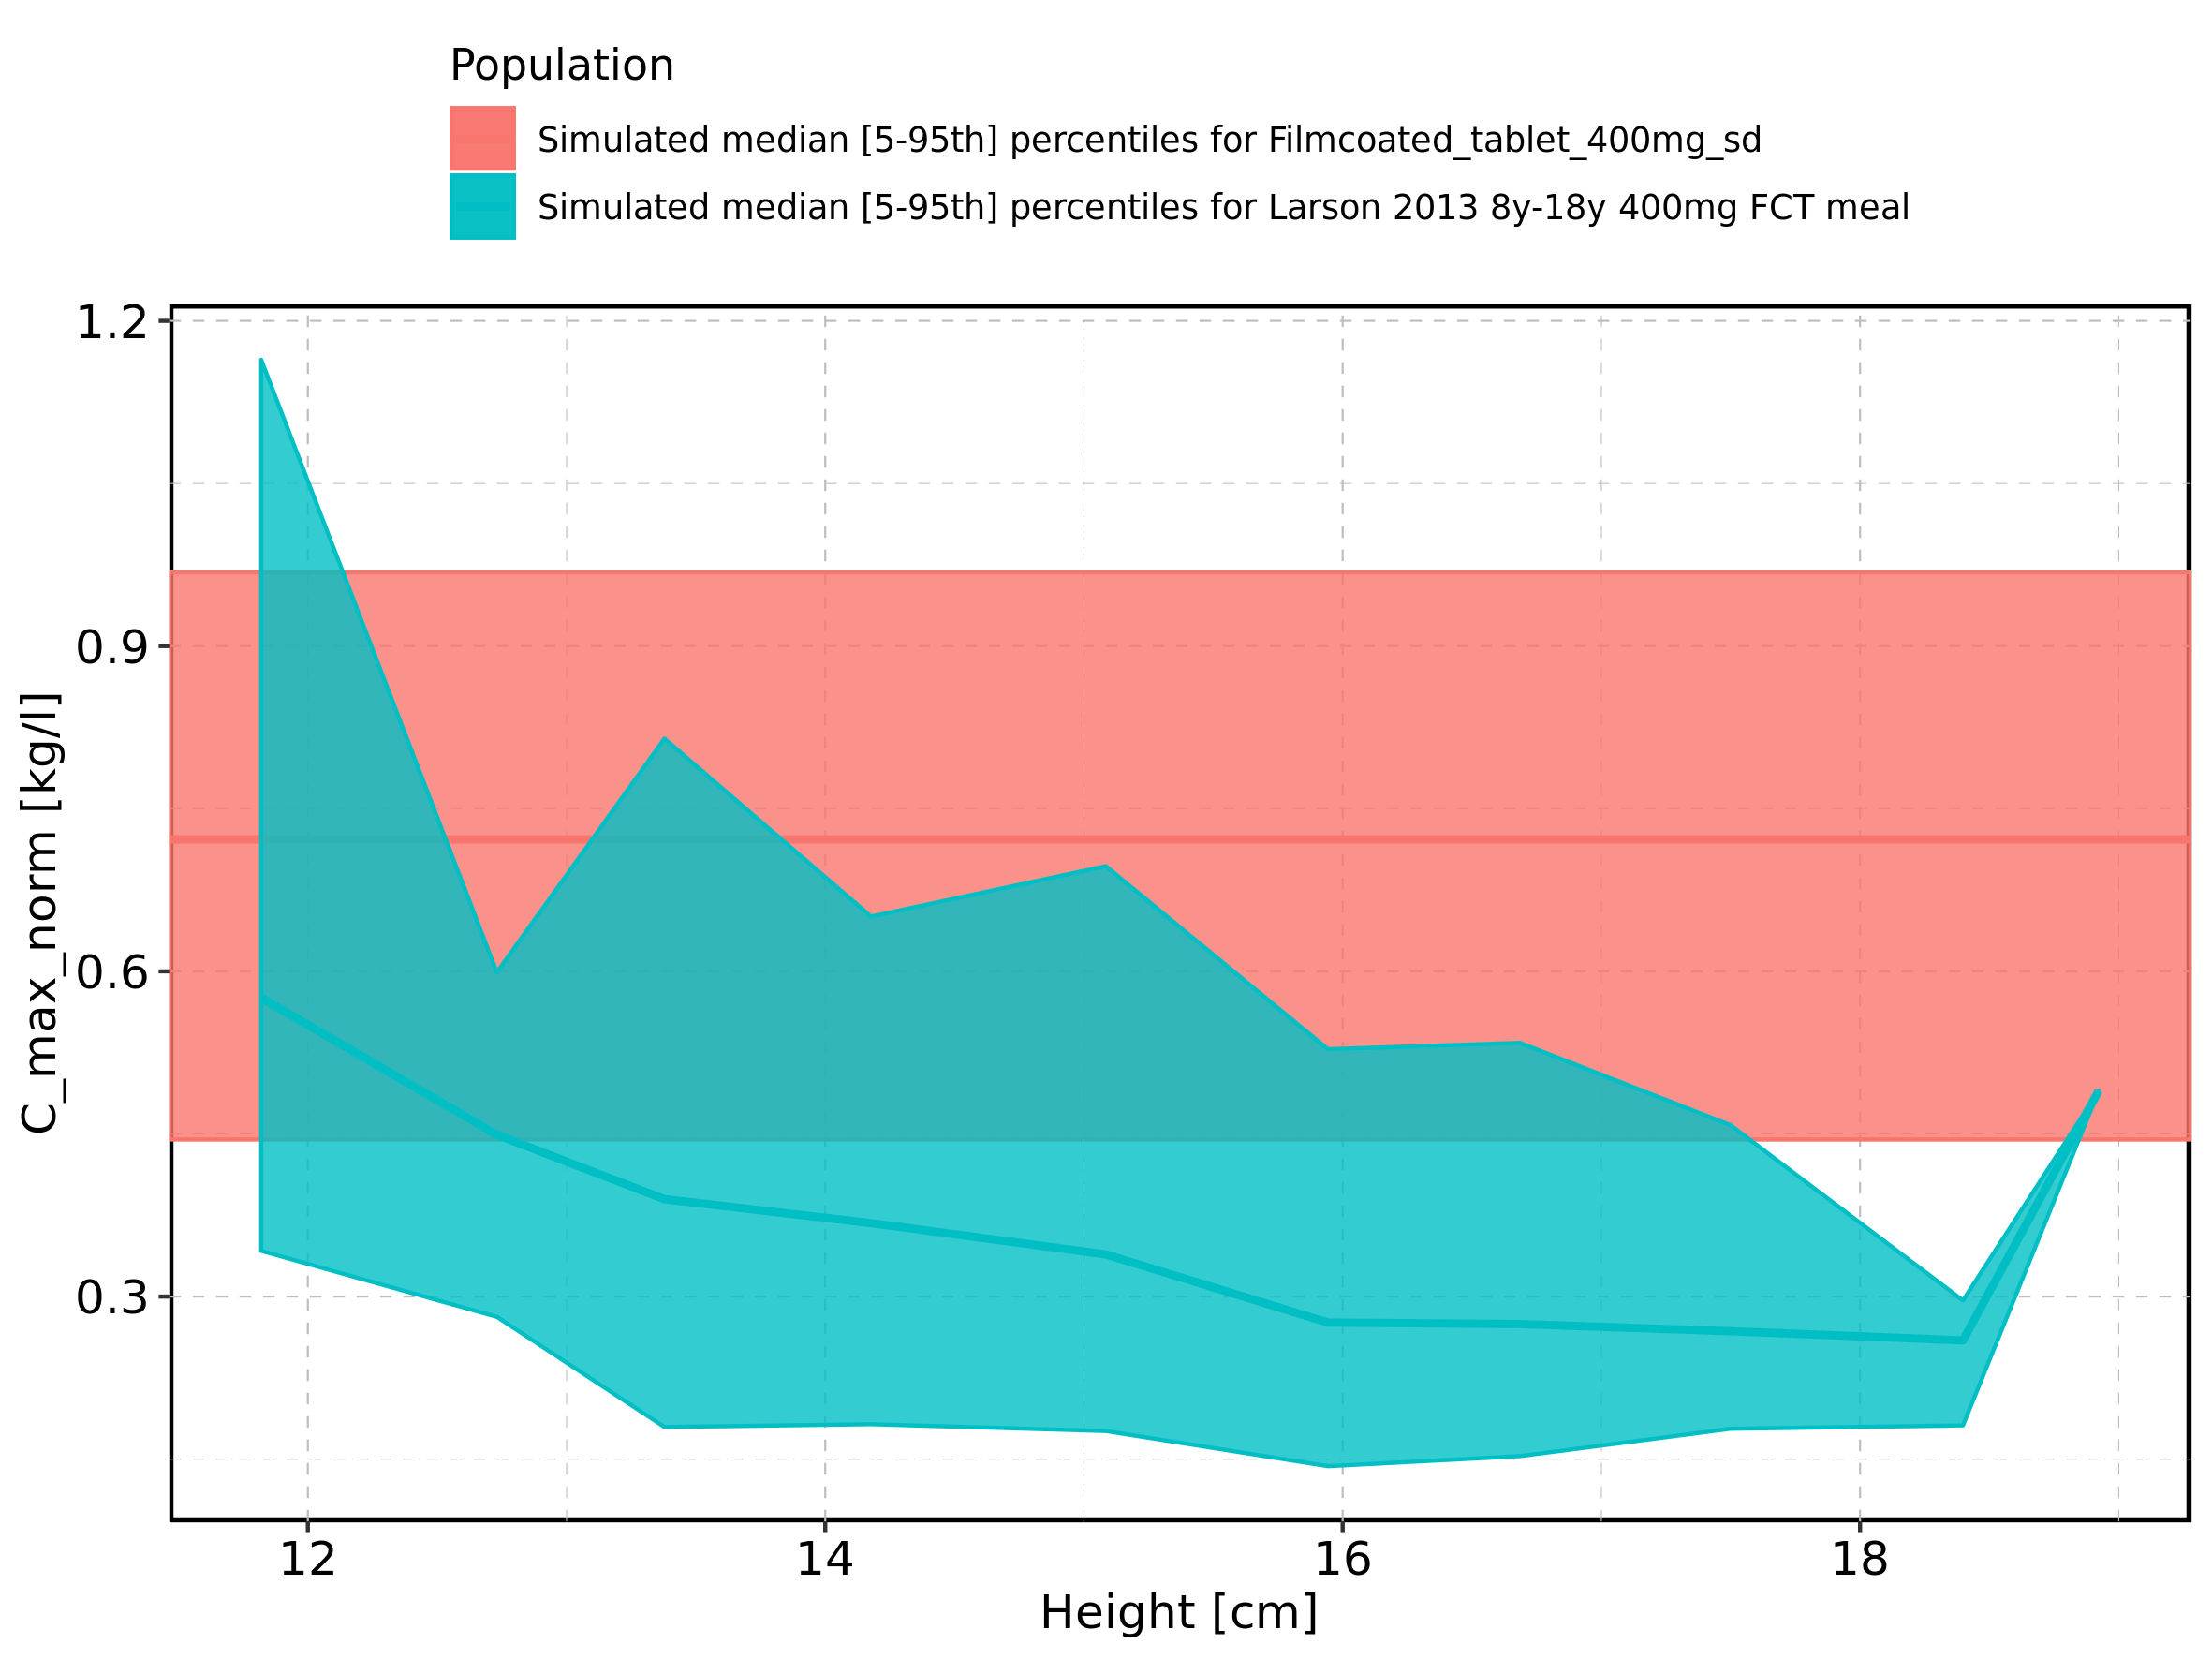 Population
Simulated median [5-95th] percentiles for Filmcoated_tablet_400mg_sd
Simulated median [5-95th] percentiles for Larson 2013 8y-18y 400mg FCT meal
1.2
0.9
0.6
0.3
C_max_norm [kg/l]
12 14 16 18
Height [cm]